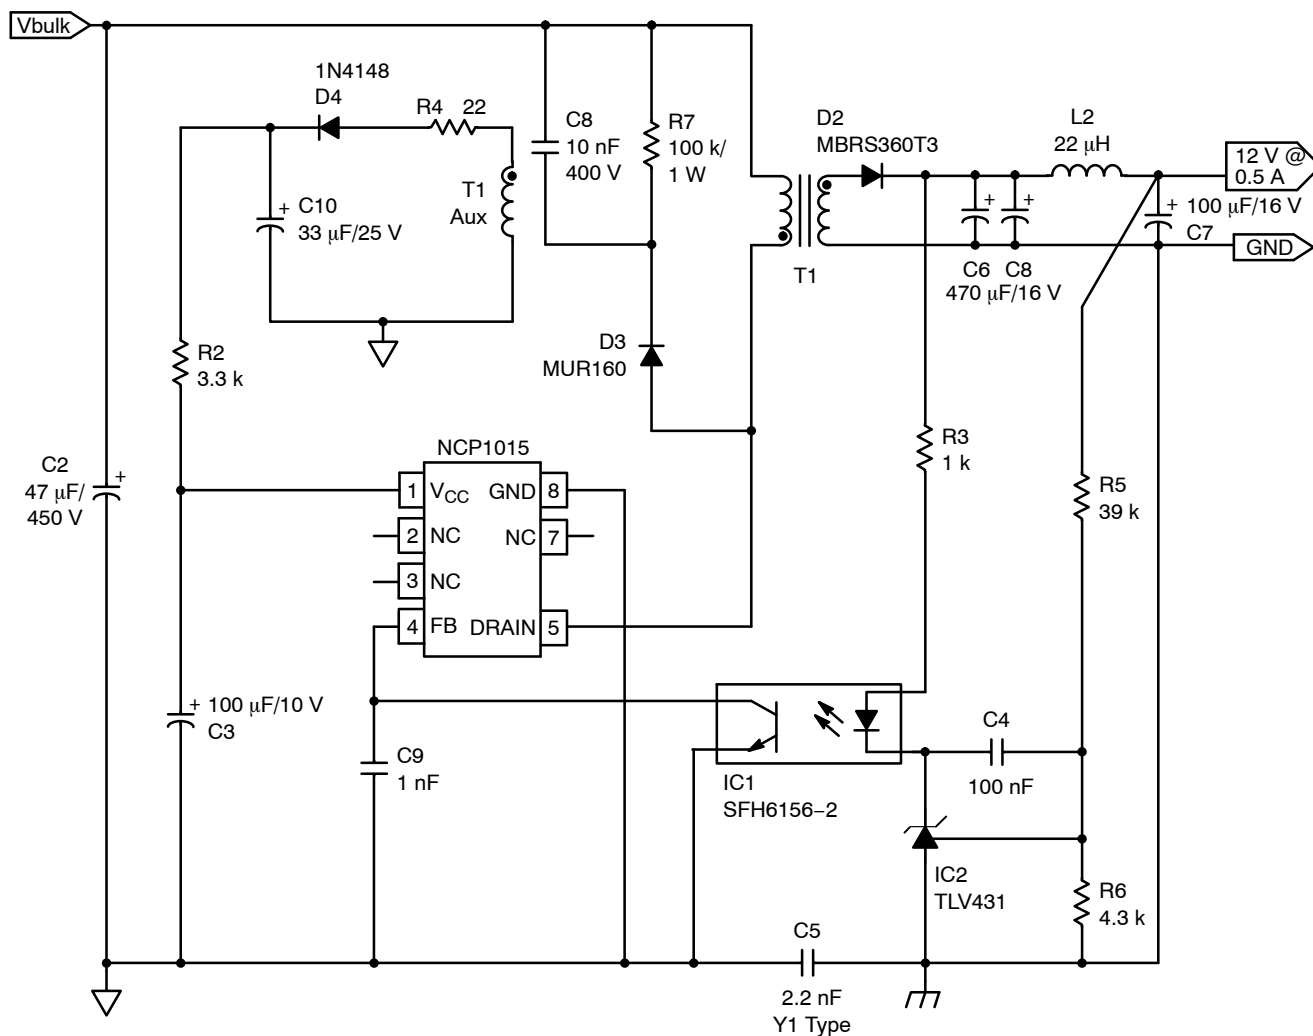 Vbulk
1N4148
D4
R4 22
C8
10 nF
400 V
R7
100 k/
1 W
D2
MBRS360T3
L2
22 μH
12 V @
0.5 A
T1
Aux
+ C10
33 μF/25 V
+
+
+ 100 μF/16 V
C7
GND
T1
C6 C8
470 μF/16 V
R2
3.3 k
D3
MUR160
NCP1015
R3
1 k
C2
47 μF/
450 V
+
1 VCC GND 8
2 NC NC 7
3 NC
4 FB DRAIN 5
R5
39 k
+ 100 μF/10 V
C3
C9
1 nF
IC1
SFH6156−2
C4
100 nF
IC2
TLV431
R6
4.3 k
C5
2.2 nF
Y1 Type